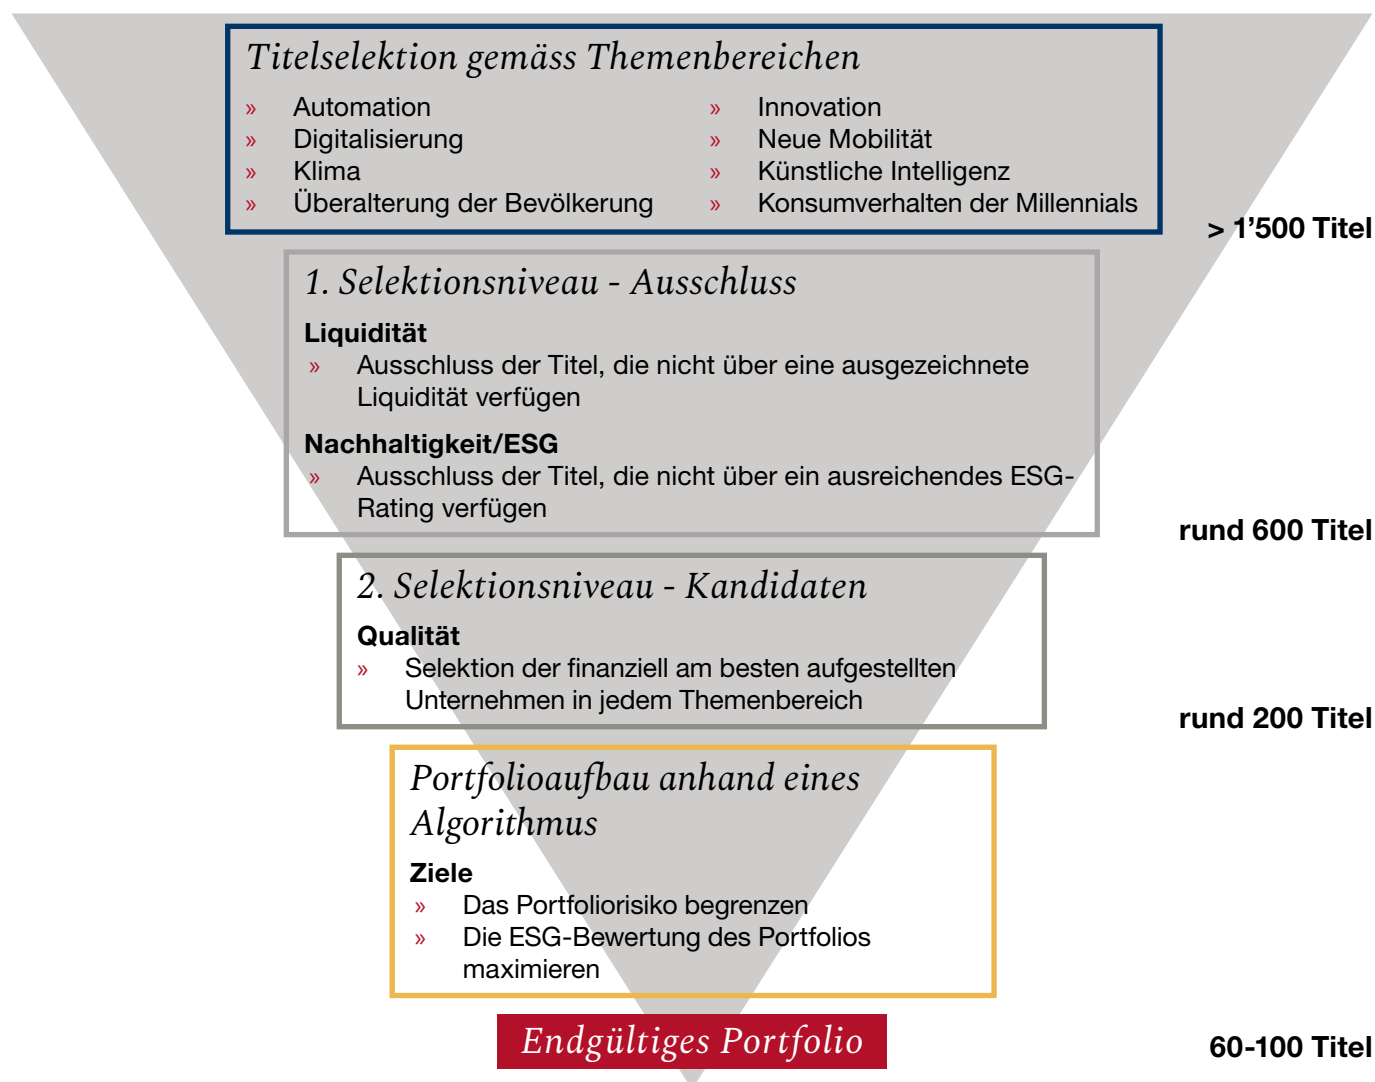 Titelselektion gemäss Themenbereichen
» Automation
» Digitalisierung
» Klima
» Überalterung der Bevölkerung
» Innovation
» Neue Mobilität
» Künstliche Intelligenz
» Konsumverhalten der Millennials
> 1’500 Titel
1. Selektionsniveau - Ausschluss
Liquidität
» Ausschluss der Titel, die nicht über eine ausgezeichnete
Liquidität verfügen
Nachhaltigkeit/ESG
» Ausschluss der Titel, die nicht über ein ausreichendes ESG-
Rating verfügen
rund 600 Titel
2. Selektionsniveau - Kandidaten
Qualität
» Selektion der finanziell am besten aufgestellten
Unternehmen in jedem Themenbereich
rund 200 Titel
Portfolioaufbau anhand eines
Algorithmus
Ziele
» Das Portfoliorisiko begrenzen
» Die ESG-Bewertung des Portfolios
maximieren
Endgültiges Portfolio
60-100 Titel